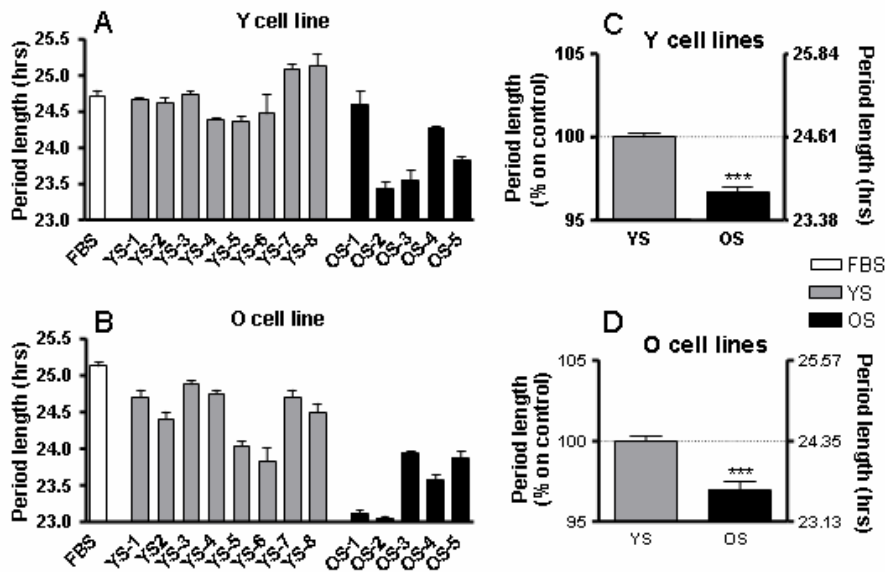 A
Y cell line
Period length (hrs)
25.5
25.0
24.5
24.0
23.5
23.0
FBS
YS-1
YS-2
YS-3
YS-4
YS-5
YS-6
YS-7
YS-8
OS-1
OS-2
OS-3
OS-4
OS-5
C
Y cell lines
Period length
(% on control)
105
100
95
***
YS
OS
25.84
24.61
23.38
Period length (hrs)
FBS
YS
OS
B
O cell line
Period length (hrs)
25.5
25.0
24.5
24.0
23.5
23.0
FBS
YS-1
YS2
YS-3
YS-4
YS-5
YS-6
YS-7
YS-8
OS-1
OS-2
OS-3
OS-4
OS-5
D
O cell lines
Period length
(% on control)
105
100
95
***
YS
OS
25.57
24.35
23.13
Period length (hrs)